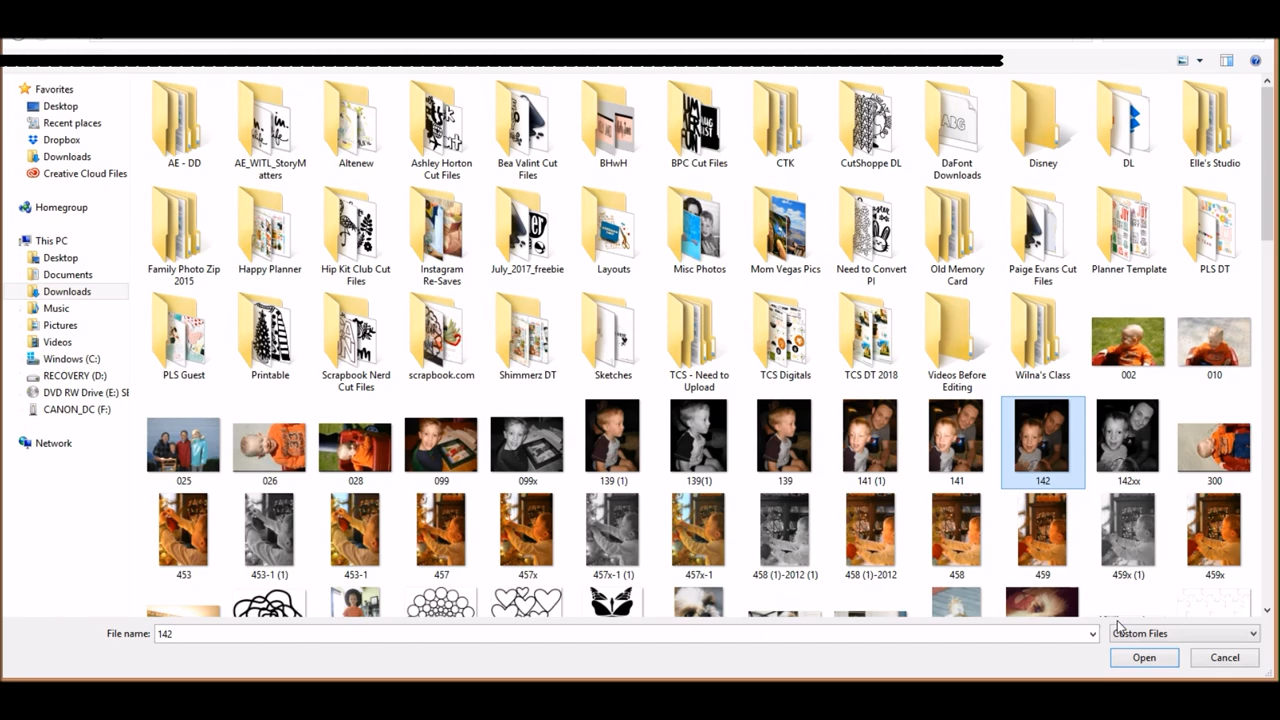 Favorites
Desktop
Recent places
Dropbox
Downloads
Creative Cloud Files
Homegroup
This PC
Desktop
Documents
Downloads
Music
Pictures
Videos
Windows (C:)
RECOVERY (D:)
DVD RW Drive (E:) SE
CANON_DC (F:)
Network
AE - DD
AE_WITL_StoryM
atters
Altenew
Ashley Horton
Cut Files
Bea Valint Cut
Files
BHwH
BPC Cut Files
CTK
CutShoppe DL
DaFont
Downloads
Disney
DL
Elle's Studio
Family Photo Zip
2015
Happy Planner
Hip Kit Club Cut
Files
Instagram
Re-Saves
July_2017_freebie
Layouts
Misc Photos
Mom Vegas Pics
Need to Convert
PI
Old Memory
Card
Paige Evans Cut
Files
Planner Template
PLS DT
PLS Guest
Printable
Scrapbook Nerd
Cut Files
scrapbook.com
Shimmerz DT
Sketches
TCS - Need to
Upload
TCS Digitals
TCS DT 2018
Videos Before
Editing
Wilna's Class
002
010
025
026
028
099
099x
139 (1)
139(1)
139
141 (1)
141
142
142xx
300
453
453-1 (1)
453-1
457
457x
457x-1 (1)
457x-1
458 (1)-2012 (1)
458 (1)-2012
458
459
459x (1)
459x
File name:
142
Custom Files
Open
Cancel